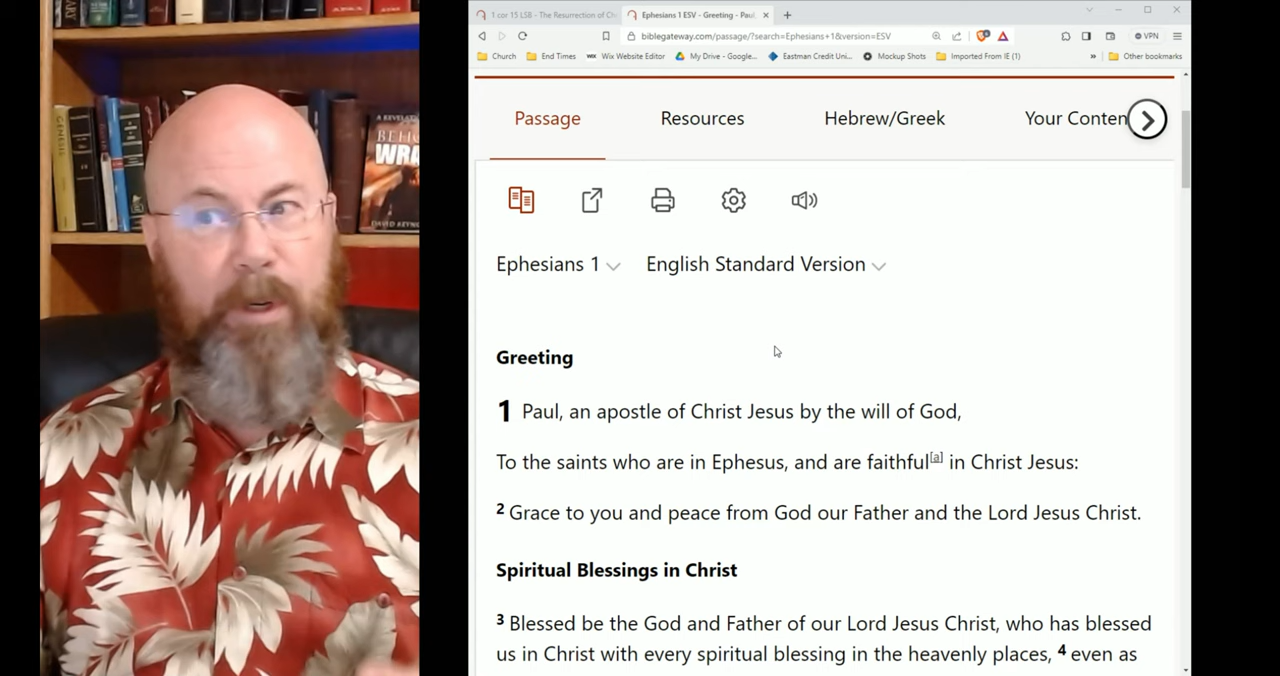 GENESIS
A REVELAT
BEHO
WRA
DAVID REYNO
1 cor 15 LSB - The Resurrection of Ch
Ephesians 1 ESV - Greeting - Paul,
biblegateway.com/passage/?search=Ephesians+1&version=ESV
VPN
Church
End Times
WIX Wix Website Editor
My Drive - Google...
Eastman Credit Uni...
Mockup Shots
Imported From IE (1)
»
Other bookmarks
Passage
Resources
Hebrew/Greek
Your Conten
Ephesians 1
English Standard Version
Greeting
1 Paul, an apostle of Christ Jesus by the will of God,
To the saints who are in Ephesus, and are faithful[a] in Christ Jesus:
2 Grace to you and peace from God our Father and the Lord Jesus Christ.
Spiritual Blessings in Christ
3 Blessed be the God and Father of our Lord Jesus Christ, who has blessed
us in Christ with every spiritual blessing in the heavenly places, 4 even as